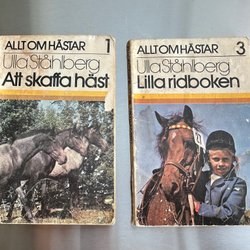 ALLT OM HÄSTAR 1
Ulla Ståhlberg
Att skaffa häst
ALLT OM HÄSTAR 3
Ulla Ståhlberg
Lilla ridboken